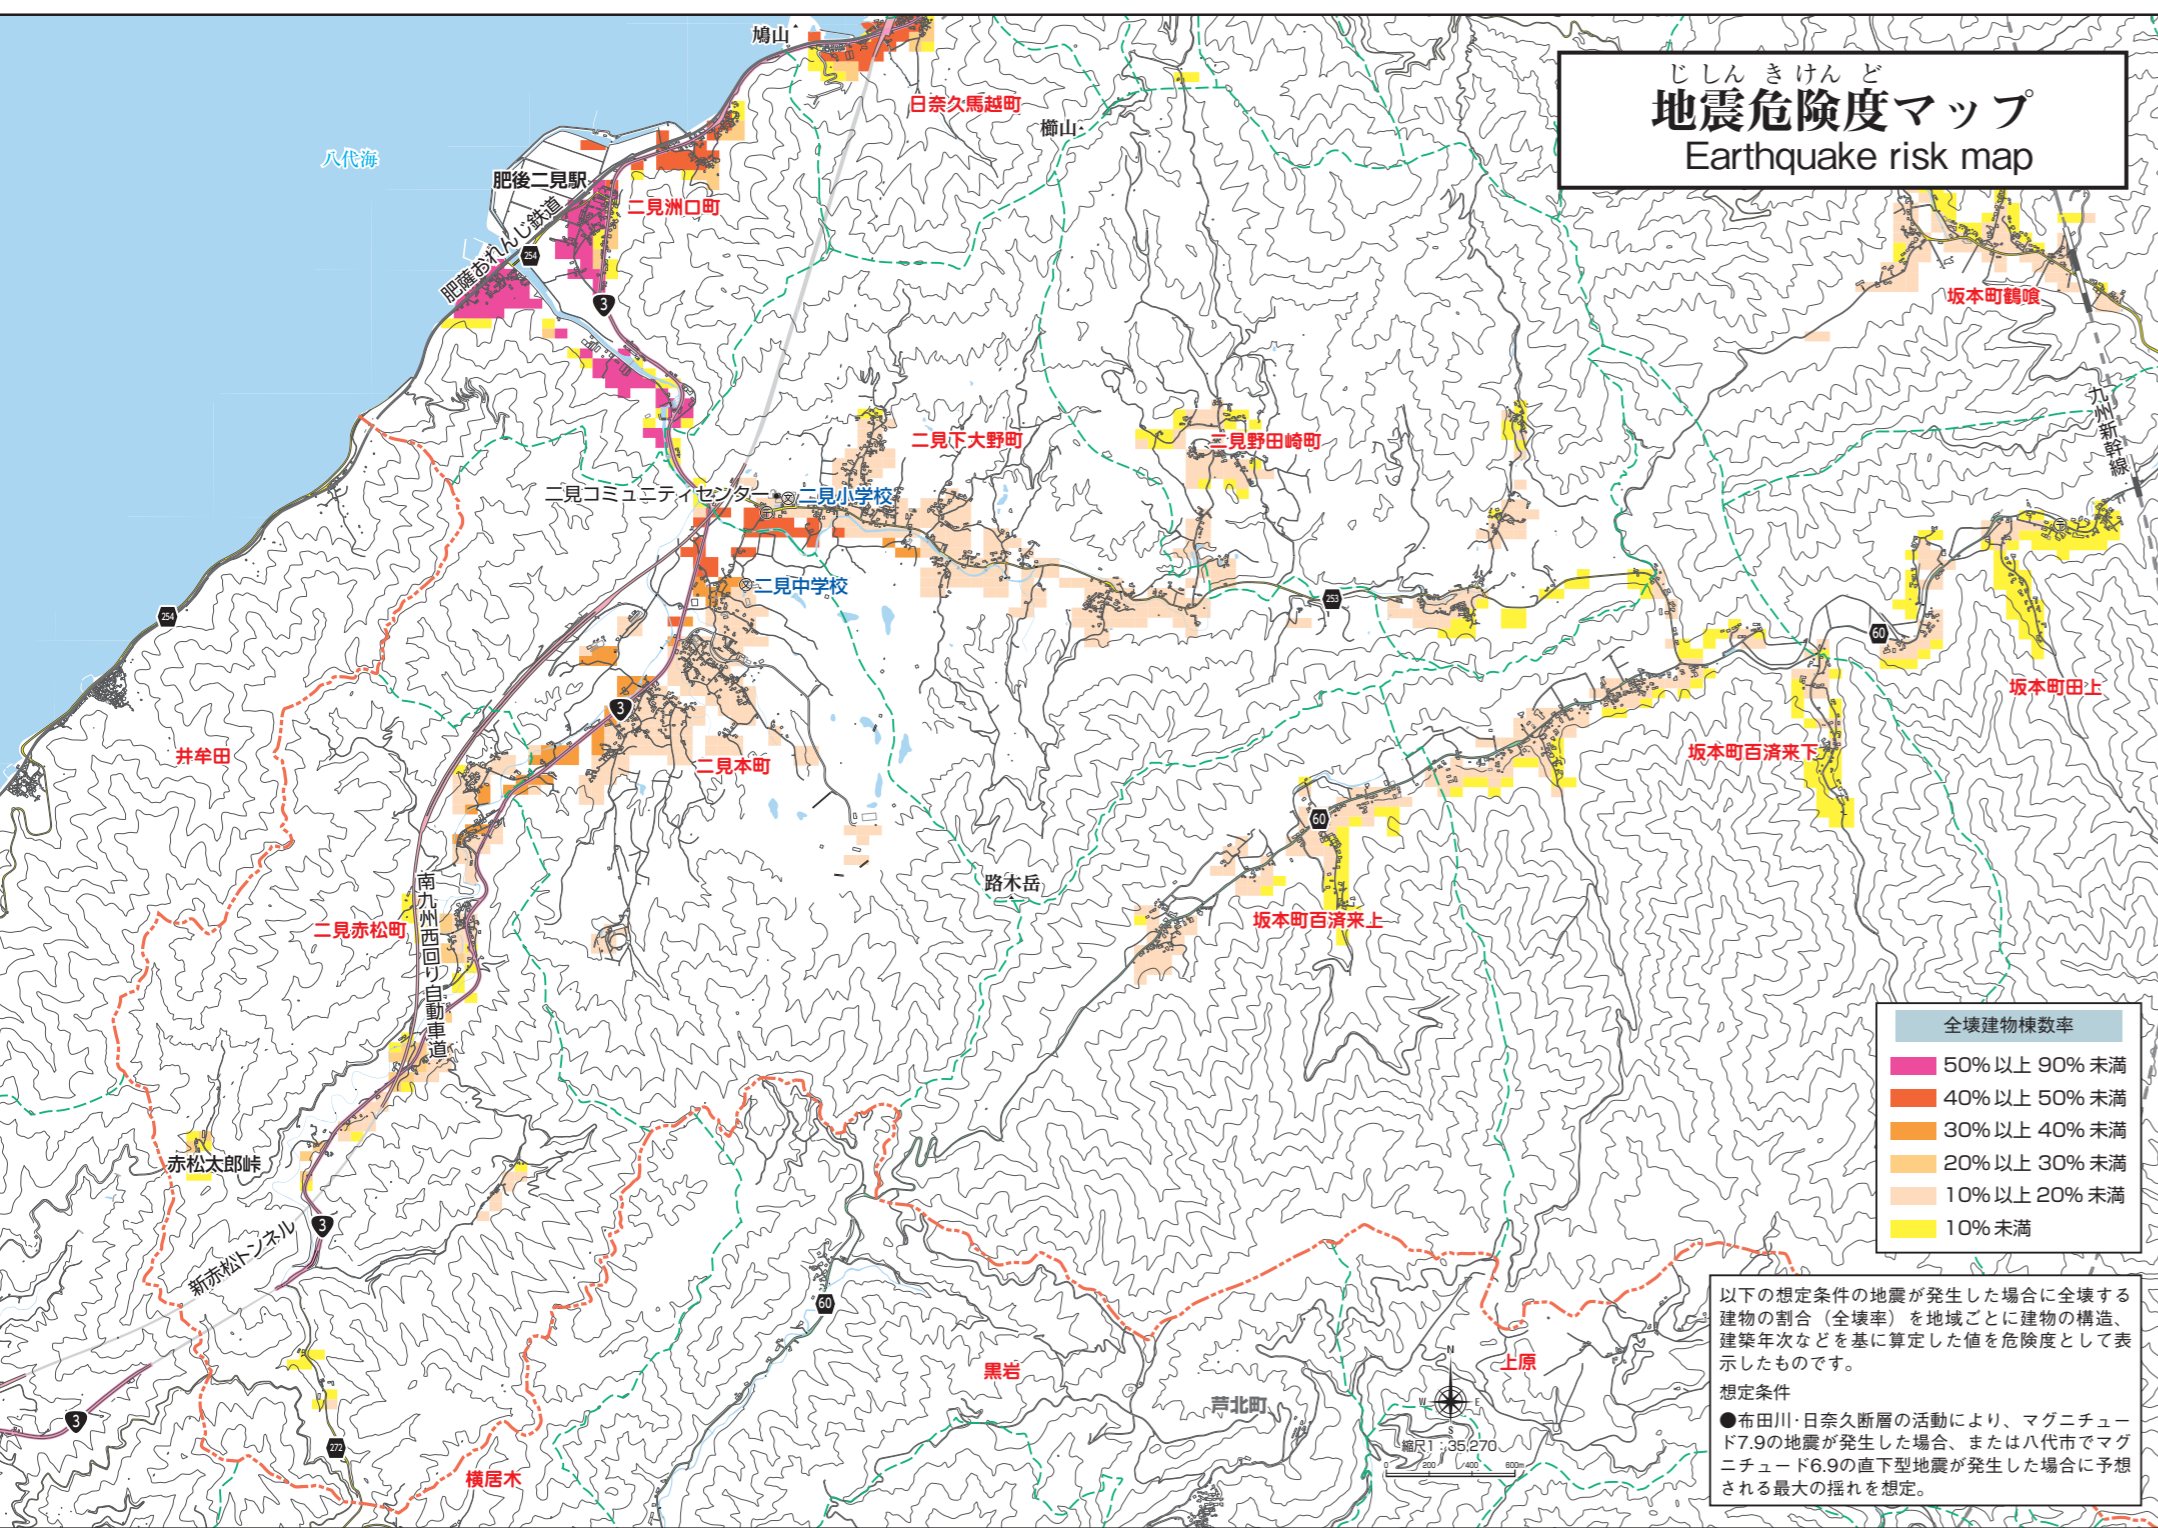 じ しん き けん ど
地震危険度マップ
Earthquake risk map
鳩山
日奈久馬越町
櫛山
八代海
肥後二見駅
二見洲口町
肥薩おれんじ鉄道
254
3
坂本町鶴喰
九州新幹線
二見下大野町
二見野田崎町
二見コミュニティセンター
文
二見小学校
文
二見中学校
254
253
60
坂本町田上
3
井牟田
二見本町
坂本町百済来下
60
路木岳
坂本町百済来上
二見赤松町
南九州西回り自動車道
赤松太郎峠
新赤松トンネル
3
60
3
272
横居木
黒岩
芦北町
上原
N
W
E
S
縮尺1：35,270
0 200 400 600m
全壊建物棟数率
50%以上 90%未満
40%以上 50%未満
30%以上 40%未満
20%以上 30%未満
10%以上 20%未満
10%未満
以下の想定条件の地震が発生した場合に全壊する
建物の割合（全壊率）を地域ごとに建物の構造、
建築年次などを基に算定した値を危険度として表
示したものです。
想定条件
●布田川･日奈久断層の活動により、マグニチュー
ド7.9の地震が発生した場合、または八代市でマグ
ニチュード6.9の直下型地震が発生した場合に予想
される最大の揺れを想定。